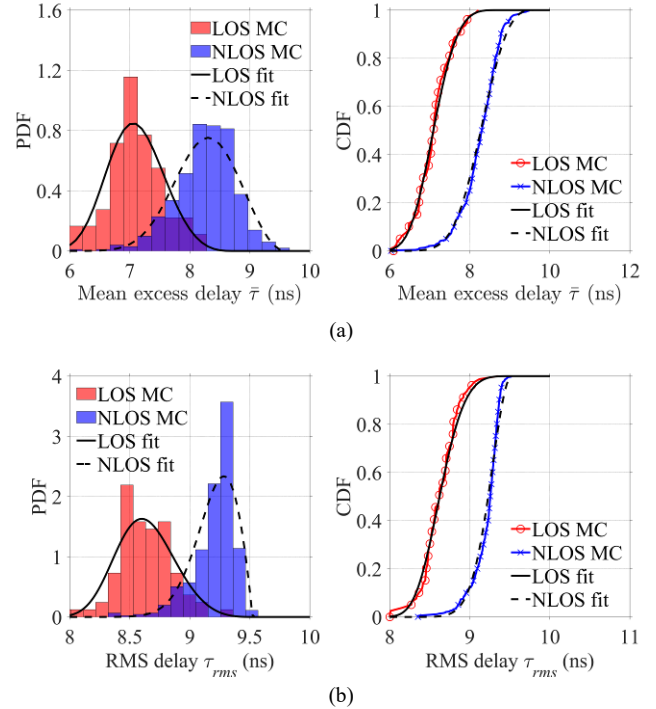 1.6
1.2
0.8
0.4
0
PDF
LOS MC
NLOS MC
LOS fit
NLOS fit
6 7 8 9 10
Mean excess delay τ̄ (ns)
1
0.8
0.6
0.4
0.2
0
CDF
LOS MC
NLOS MC
LOS fit
NLOS fit
6 8 10 12
Mean excess delay τ̄ (ns)
(a)
4
3
2
1
0
PDF
LOS MC
NLOS MC
LOS fit
NLOS fit
8 8.5 9 9.5 10
RMS delay τrms (ns)
1
0.8
0.6
0.4
0.2
0
CDF
LOS MC
NLOS MC
LOS fit
NLOS fit
8 9 10 11
RMS delay τrms (ns)
(b)